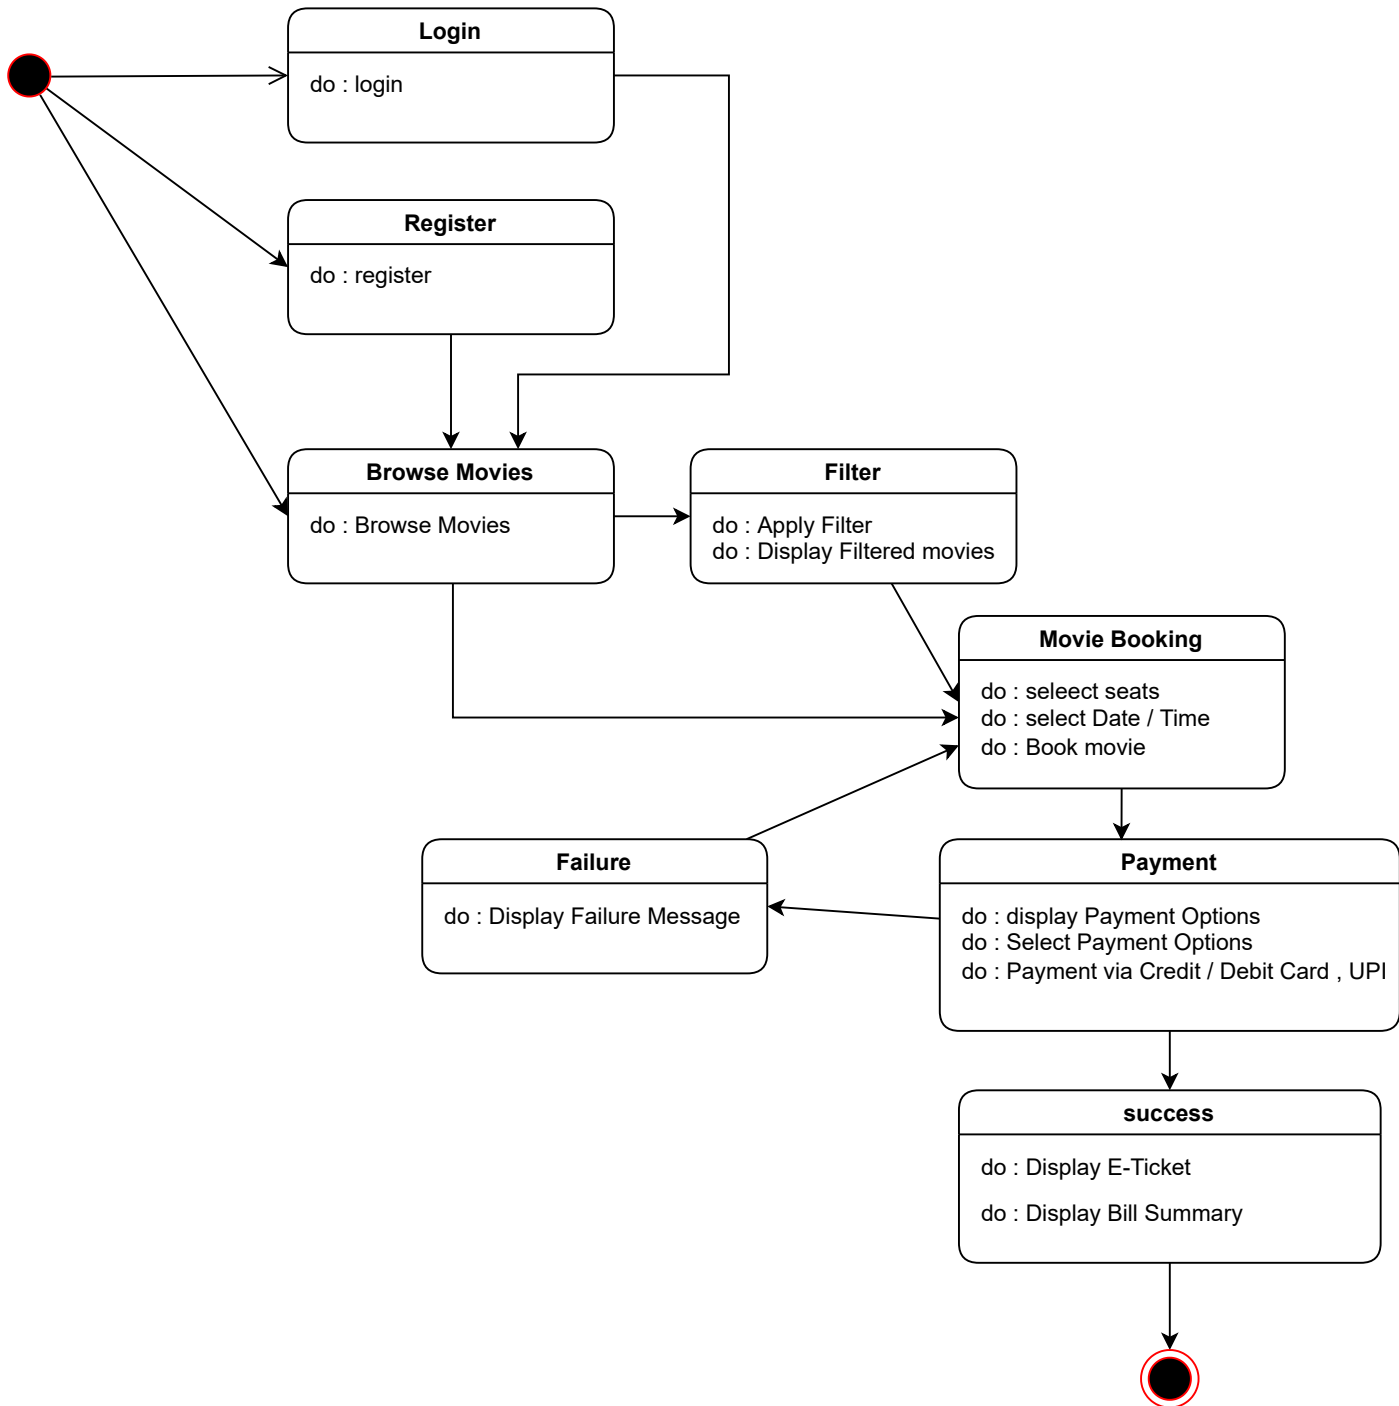 Login
do : login
Register
do : register
Browse Movies
do : Browse Movies
Filter
do : Apply Filter
do : Display Filtered movies
Movie Booking
do : seleect seats
do : select Date / Time
do : Book movie
Failure
do : Display Failure Message
Payment
do : display Payment Options
do : Select Payment Options
do : Payment via Credit / Debit Card , UPI
success
do : Display E-Ticket
do : Display Bill Summary